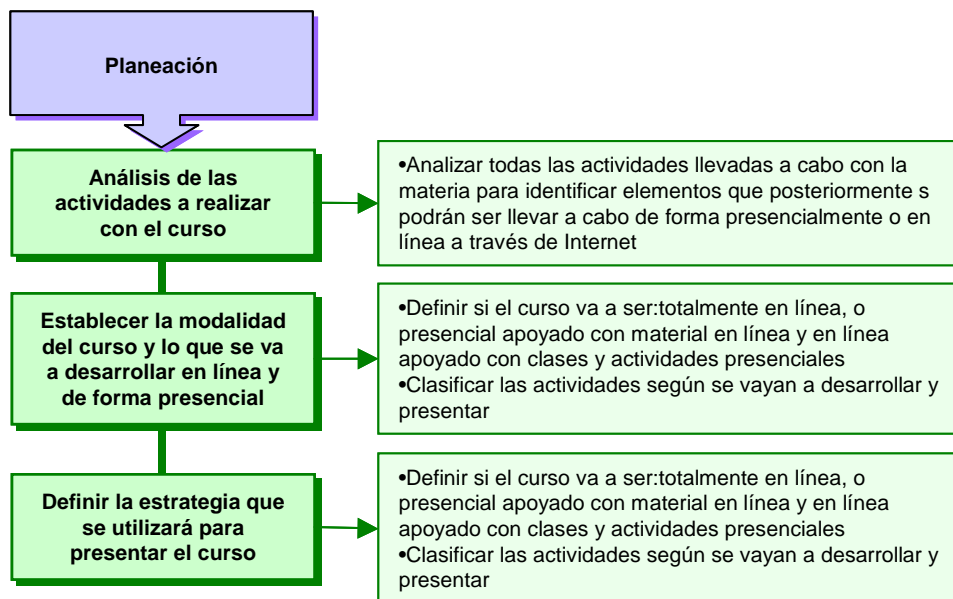 Planeación
Análisis de las
actividades a realizar
con el curso
•Analizar todas las actividades llevadas a cabo con la
materia para identificar elementos que posteriormente s
podrán ser llevar a cabo de forma presencialmente o en
línea a través de Internet
Establecer la modalidad
del curso y lo que se va
a desarrollar en línea y
de forma presencial
•Definir si el curso va a ser:totalmente en línea, o
presencial apoyado con material en línea y en línea
apoyado con clases y actividades presenciales
•Clasificar las actividades según se vayan a desarrollar y
presentar
Definir la estrategia que
se utilizará para
presentar el curso
•Definir si el curso va a ser:totalmente en línea, o
presencial apoyado con material en línea y en línea
apoyado con clases y actividades presenciales
•Clasificar las actividades según se vayan a desarrollar y
presentar